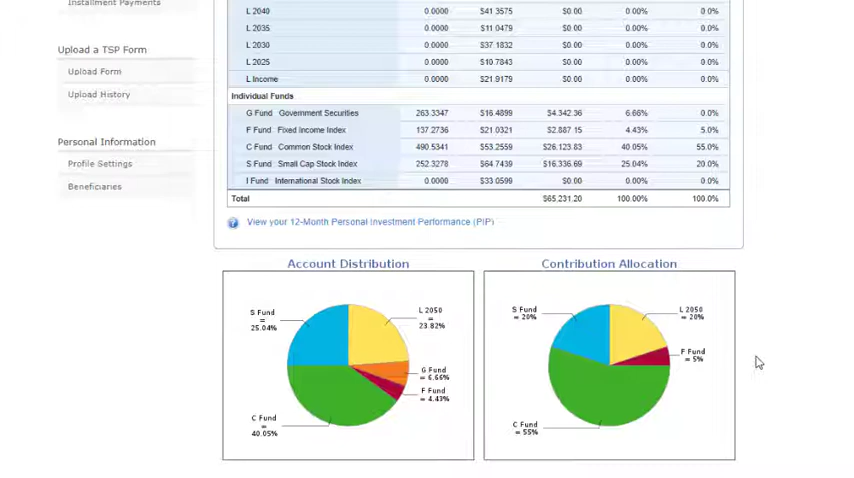 Installment Payments
Upload a TSP Form
Upload Form
Upload History
Personal Information
Profile Settings
Beneficiaries
L 2040 0.0000 $41.3575 $0.00 0.00% 0.0%
L 2035 0.0000 $11.0479 $0.00 0.00% 0.0%
L 2030 0.0000 $37.1832 $0.00 0.00% 0.0%
L 2025 0.0000 $10.7843 $0.00 0.00% 0.0%
L Income 0.0000 $21.9179 $0.00 0.00% 0.0%
Individual Funds
G Fund Government Securities 263.3347 $16.4899 $4,342.36 6.66% 0.0%
F Fund Fixed Income Index 137.2736 $21.0321 $2,887.15 4.43% 5.0%
C Fund Common Stock Index 490.5341 $53.2559 $26,123.83 40.05% 55.0%
S Fund Small Cap Stock Index 252.3278 $64.7439 $16,336.69 25.04% 20.0%
I Fund International Stock Index 0.0000 $33.0599 $0.00 0.00% 0.0%
Total $65,231.20 100.00% 100.0%
? View your 12-Month Personal Investment Performance (PIP)
Account Distribution
S Fund
=
25.04%
L 2050
=
23.82%
G Fund
= 6.66%
F Fund
= 4.43%
C Fund
=
40.05%
Contribution Allocation
S Fund
= 20%
L 2050
= 20%
F Fund
= 5%
C Fund
= 55%